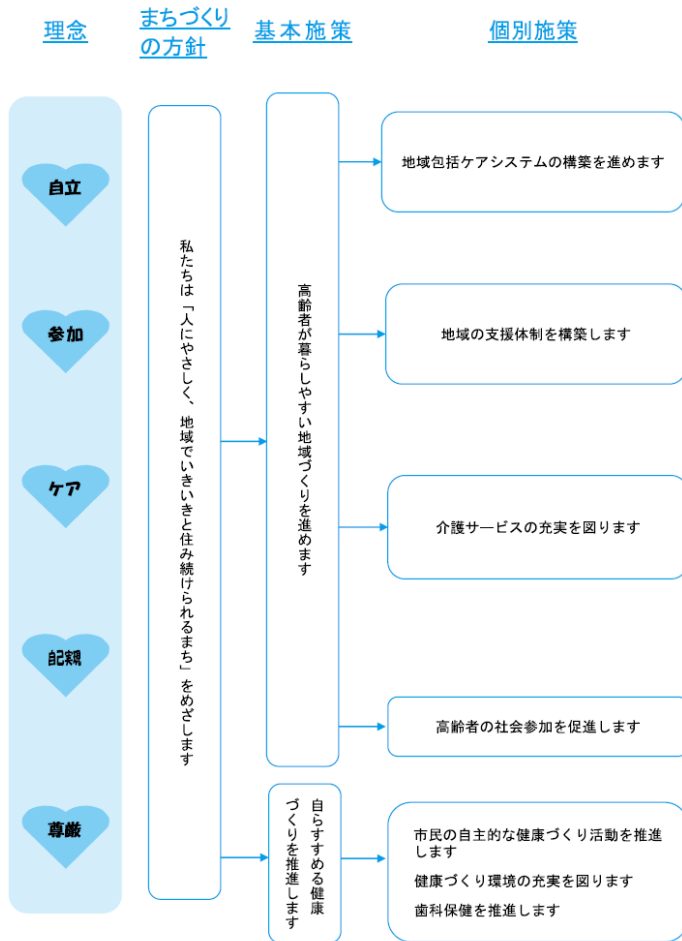 理念
まちづくり
の方針
基本施策
個別施策
自立
参加
ケア
自己実現
尊厳
私たちは「人にやさしく、地域でいきいきと住み続けられるまち」をめざします
高齢者が暮らしやすい地域づくりを進めます
地域包括ケアシステムの構築を進めます
地域の支援体制を構築します
介護サービスの充実を図ります
高齢者の社会参加を促進します
自らすすめる健康
づくりを推進します
市民の自主的な健康づくり活動を推進
します
健康づくり環境の充実を図ります
歯科保健を推進します